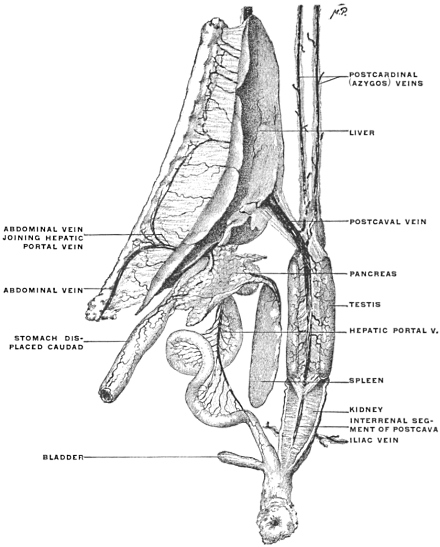 M.P.
POSTCARDINAL
(AZYGOS) VEINS
LIVER
POSTCAVAL VEIN
ABDOMINAL VEIN
JOINING HEPATIC
PORTAL VEIN
PANCREAS
ABDOMINAL VEIN
TESTIS
HEPATIC PORTAL V.
STOMACH DIS-
PLACED CAUDAD
SPLEEN
KIDNEY
INTERRENAL SEG-
MENT OF POSTCAVA
ILIAC VEIN
BLADDER